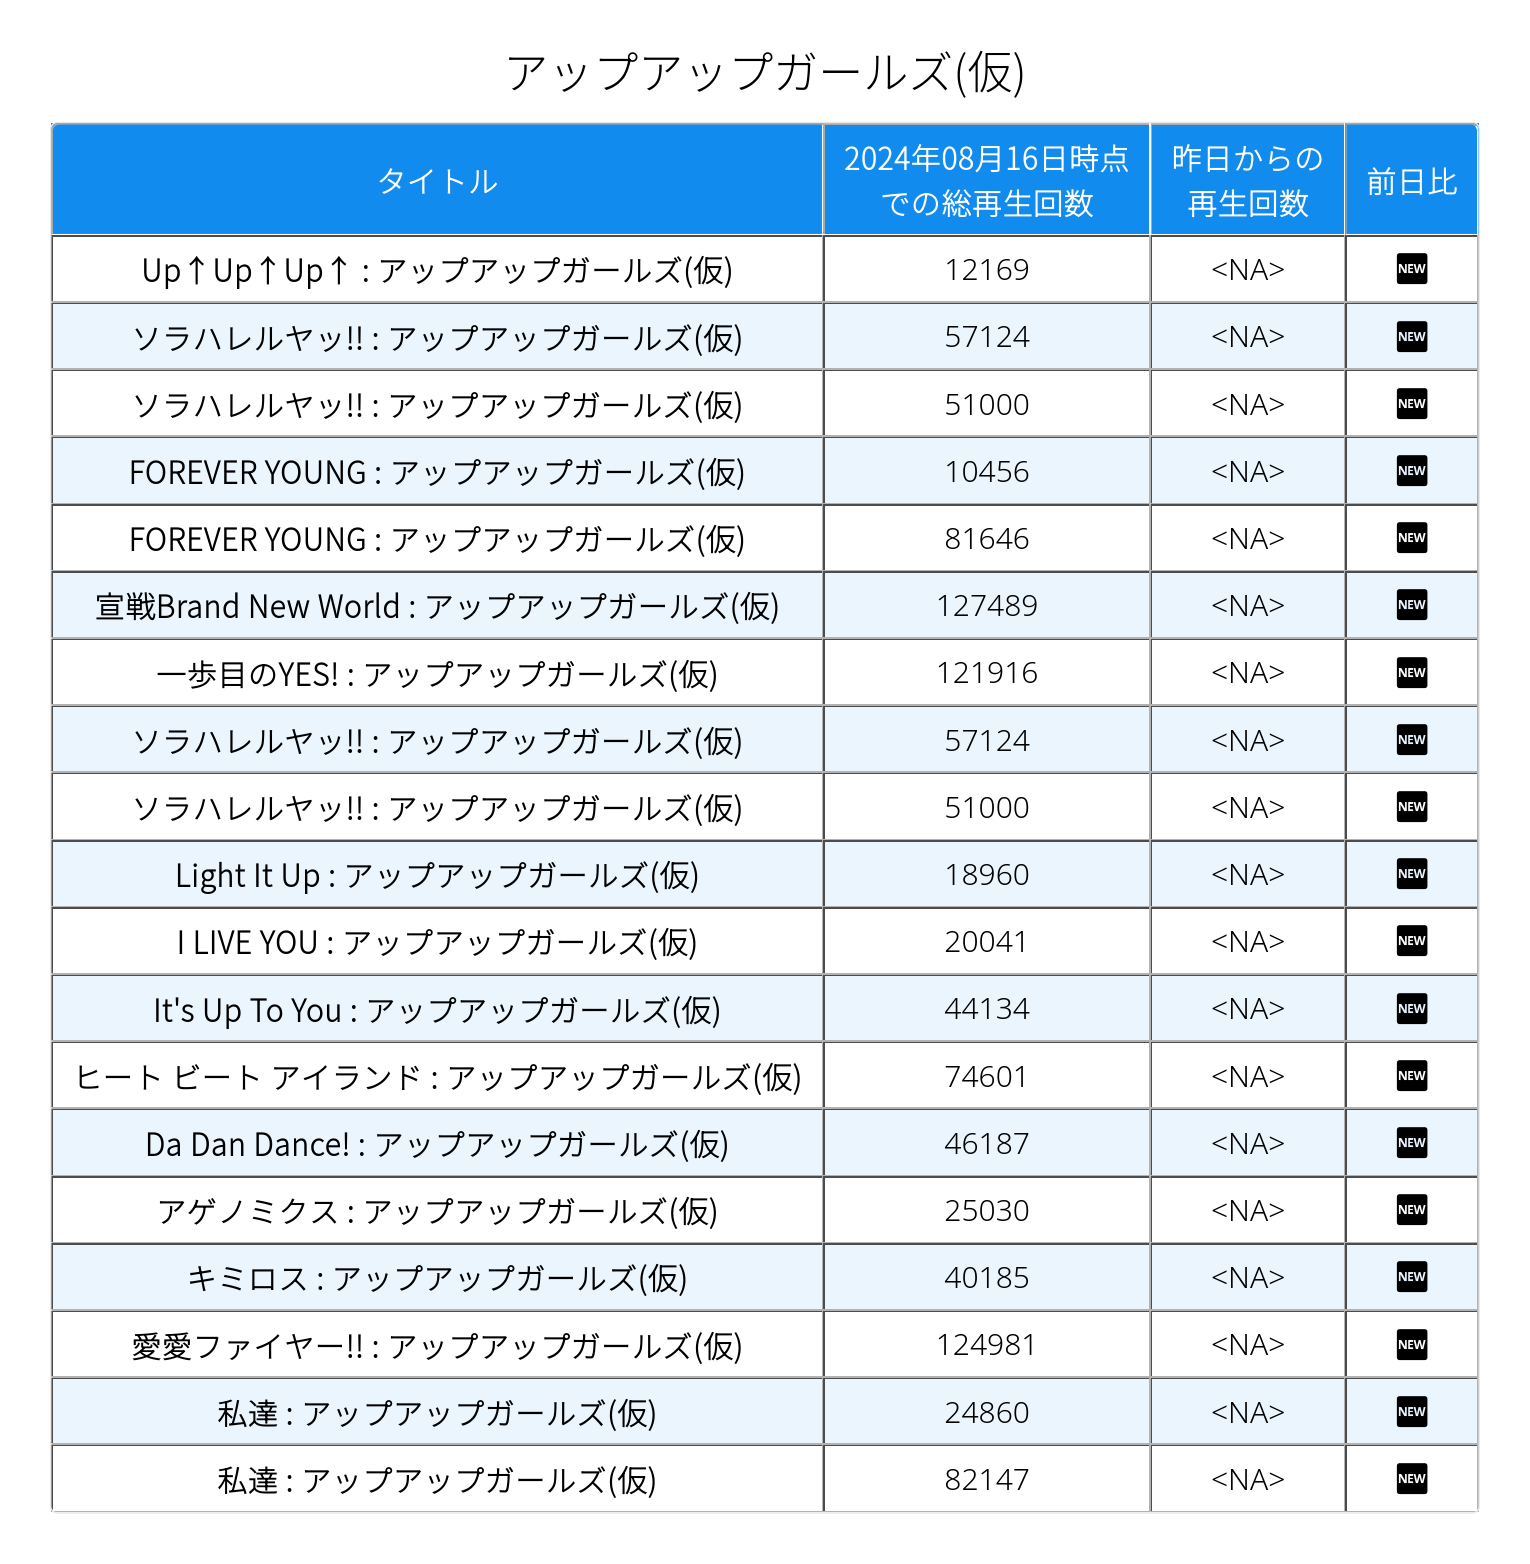 アップアップガールズ(仮)
タイトル 2024年08月16日時点での総再生回数 昨日からの再生回数 前日比
Up↑Up↑Up↑ : アップアップガールズ(仮) 12169 <NA> NEW
ソラハレルヤッ!! : アップアップガールズ(仮) 57124 <NA> NEW
ソラハレルヤッ!! : アップアップガールズ(仮) 51000 <NA> NEW
FOREVER YOUNG : アップアップガールズ(仮) 10456 <NA> NEW
FOREVER YOUNG : アップアップガールズ(仮) 81646 <NA> NEW
宣戦Brand New World : アップアップガールズ(仮) 127489 <NA> NEW
一歩目のYES! : アップアップガールズ(仮) 121916 <NA> NEW
ソラハレルヤッ!! : アップアップガールズ(仮) 57124 <NA> NEW
ソラハレルヤッ!! : アップアップガールズ(仮) 51000 <NA> NEW
Light It Up : アップアップガールズ(仮) 18960 <NA> NEW
I LIVE YOU : アップアップガールズ(仮) 20041 <NA> NEW
It's Up To You : アップアップガールズ(仮) 44134 <NA> NEW
ヒート ビート アイランド : アップアップガールズ(仮) 74601 <NA> NEW
Da Dan Dance! : アップアップガールズ(仮) 46187 <NA> NEW
アゲノミクス : アップアップガールズ(仮) 25030 <NA> NEW
キミロス : アップアップガールズ(仮) 40185 <NA> NEW
愛愛ファイヤー!! : アップアップガールズ(仮) 124981 <NA> NEW
私達 : アップアップガールズ(仮) 24860 <NA> NEW
私達 : アップアップガールズ(仮) 82147 <NA> NEW